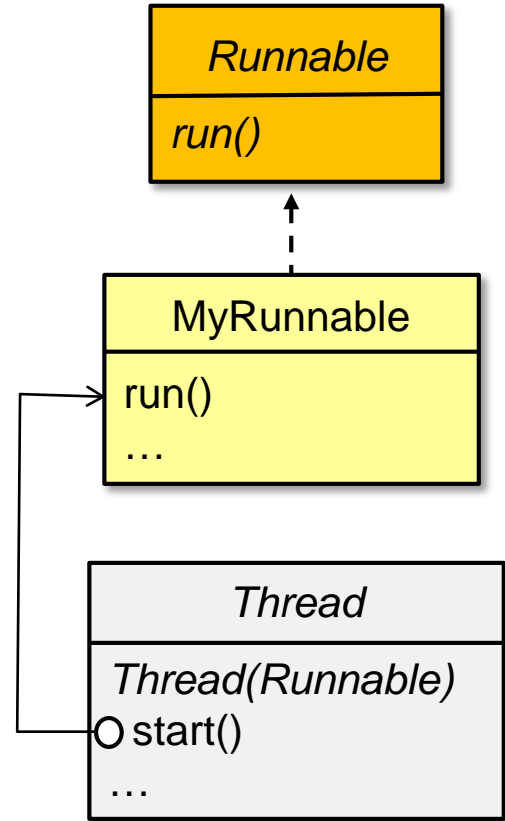 Runnable
run()
MyRunnable
run()
…
Thread
Thread(Runnable)
start()
…